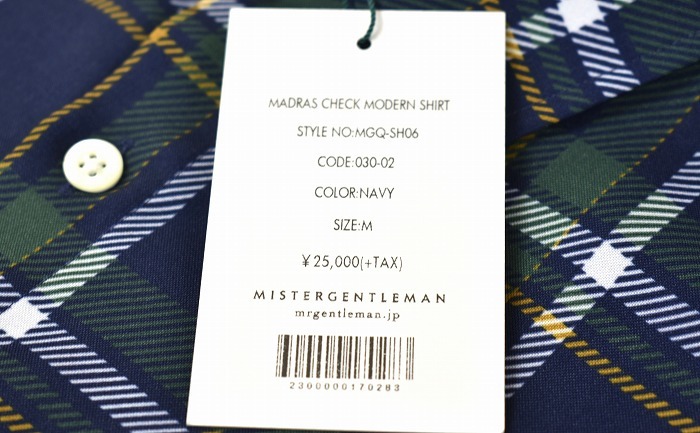 MADRAS CHECK MODERN SHIRT
STYLE NO:MGQ-SH06
CODE:030-02
COLOR:NAVY
SIZE:M
¥25,000(+TAX)
MISTERGENTLEMAN
mrgentleman.jp
2300000170283